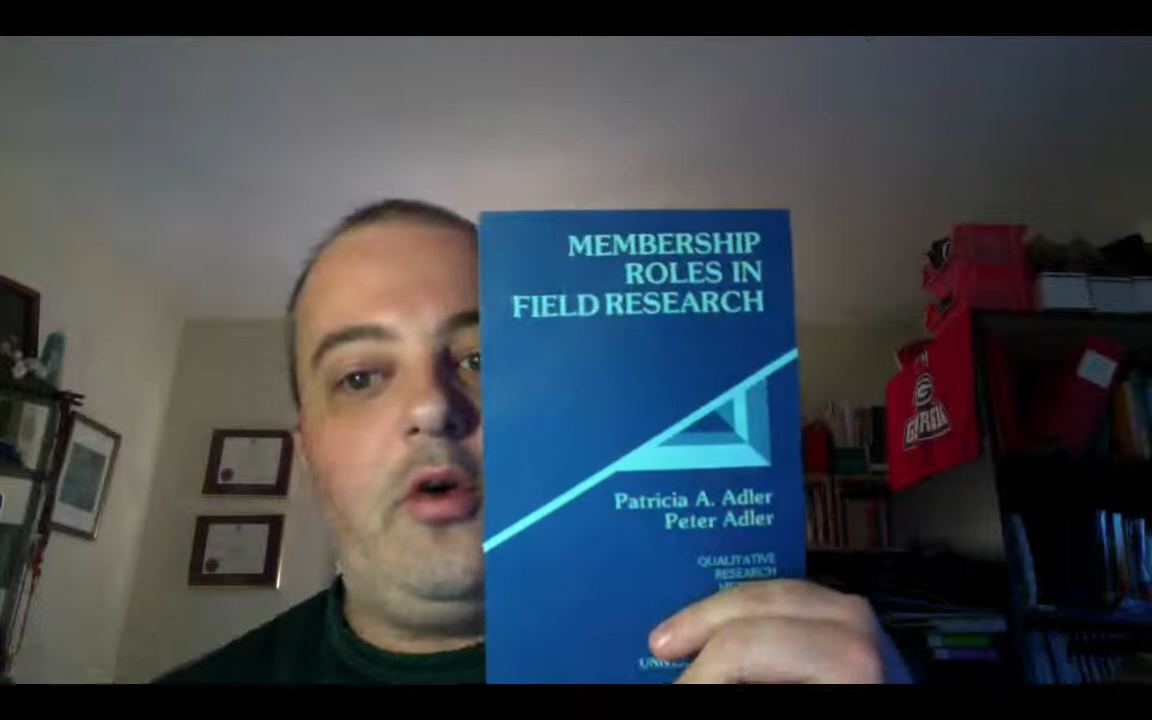 MEMBERSHIP
ROLES IN
FIELD RESEARCH
Patricia A. Adler
Peter Adler
QUALITATIVE
RESEARCH
G